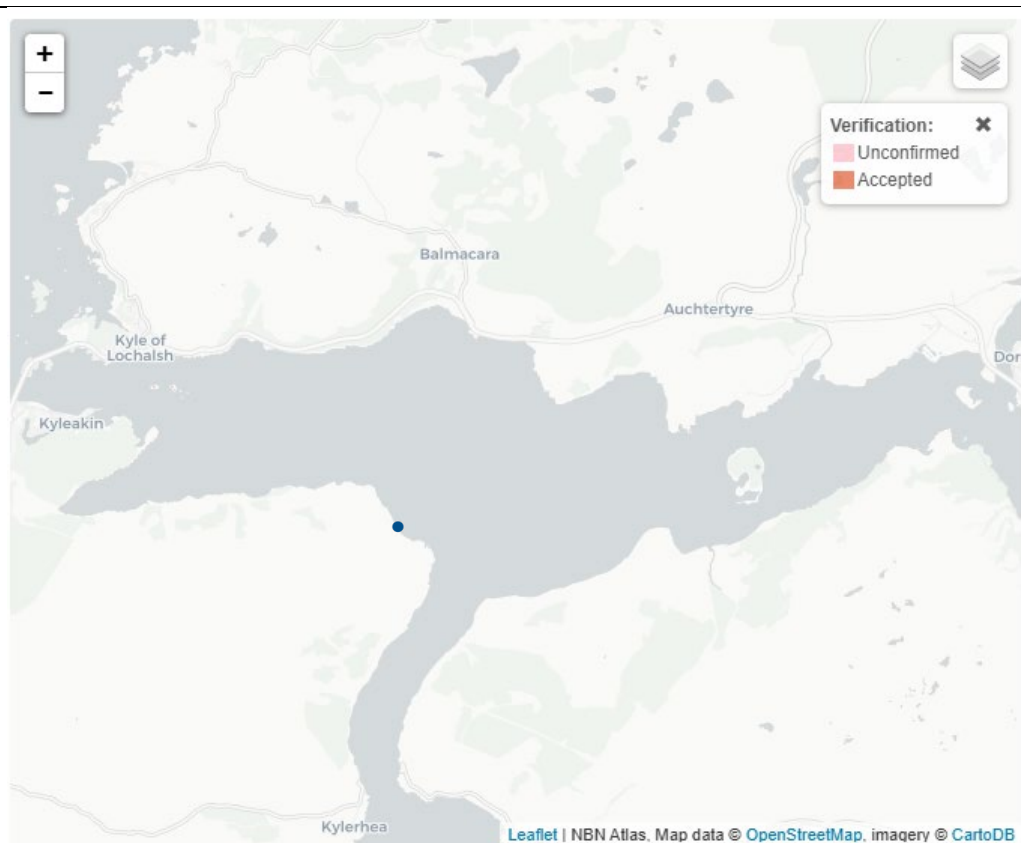 +
−
Verification: ✖
Unconfirmed
Accepted
Balmacara
Auchtertyre
Kyle of
Lochalsh
Dor
Kyleakin
Kylerhea
Leaflet | NBN Atlas, Map data © OpenStreetMap, imagery © CartoDB